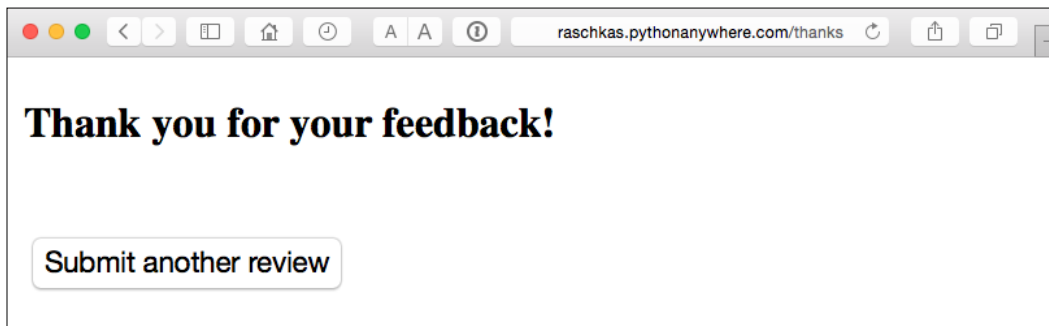 A A raschkas.pythonanywhere.com/thanks
Thank you for your feedback!
Submit another review